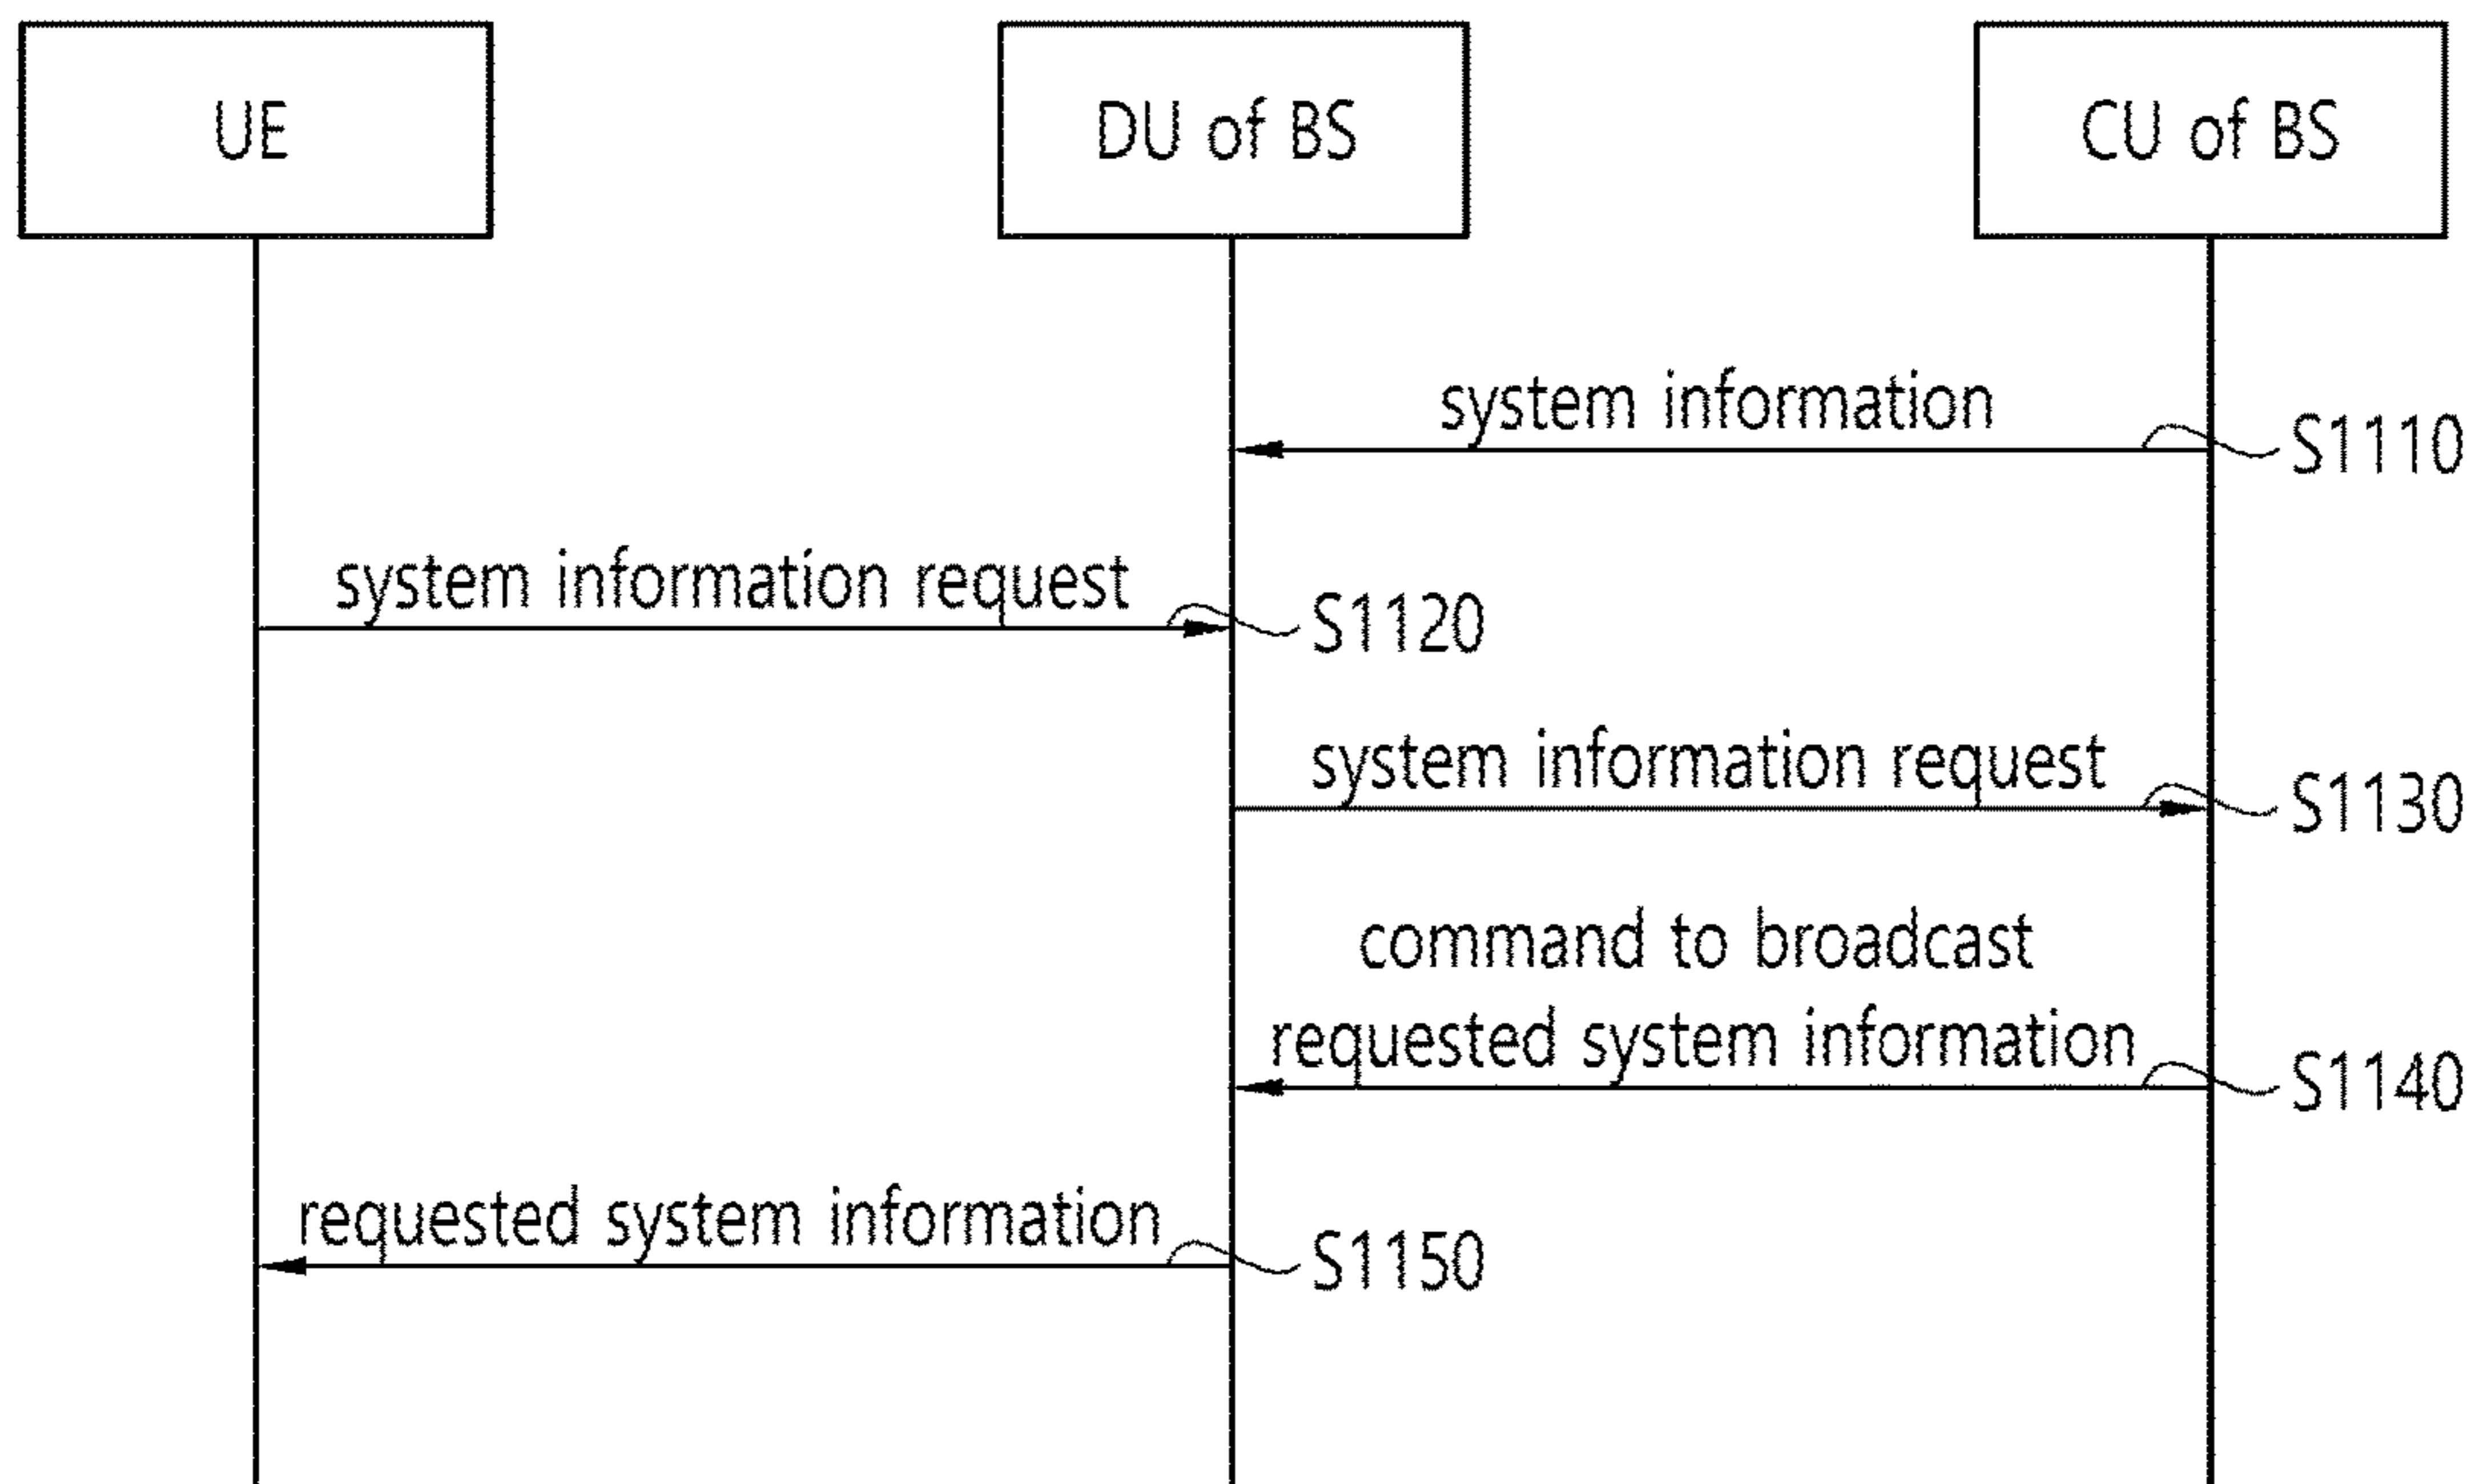 UE
DU of BS
CU of BS
system information
S1110
system information request
S1120
system information request
S1130
command to broadcast
requested system information
S1140
requested system information
S1150